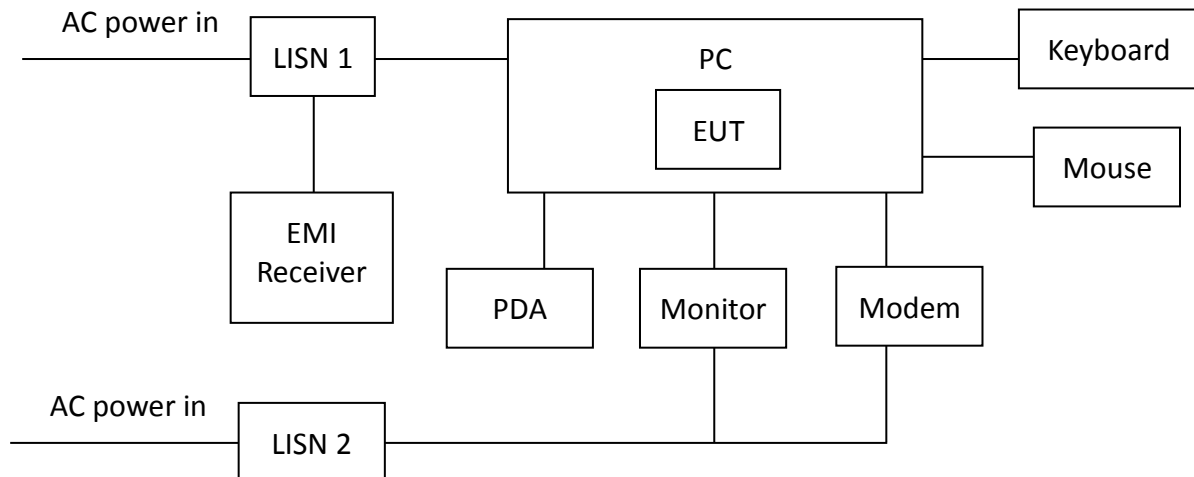 AC power in
LISN 1
PC
EUT
Keyboard
Mouse
EMI
Receiver
PDA
Monitor
Modem
AC power in
LISN 2